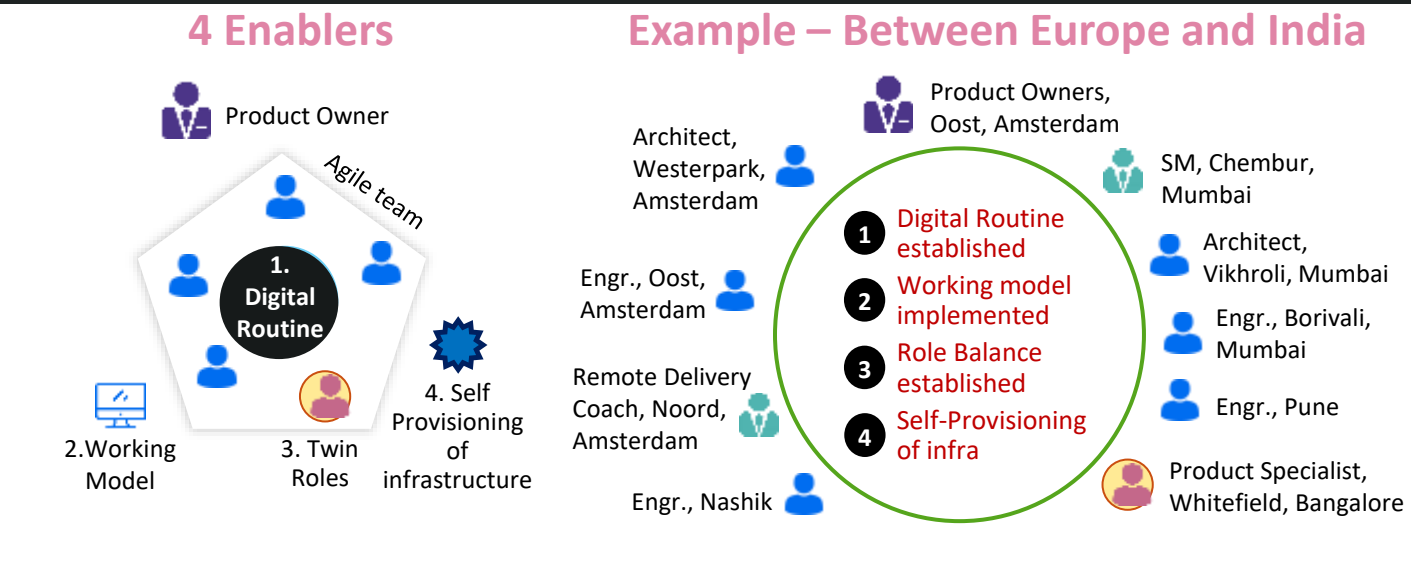 4 Enablers
Product Owner
Agile team
1.
Digital
Routine
2.Working
Model
3. Twin
Roles
4. Self
Provisioning
of
infrastructure
Example – Between Europe and India
Product Owners,
Oost, Amsterdam
Architect,
Westerpark,
Amsterdam
SM, Chembur,
Mumbai
Architect,
Vikhroli, Mumbai
Engr., Oost,
Amsterdam
Engr., Borivali,
Mumbai
Remote Delivery
Coach, Noord,
Amsterdam
Engr., Pune
Engr., Nashik
Product Specialist,
Whitefield, Bangalore
1 Digital Routine
established
2 Working model
implemented
3 Role Balance
established
4 Self-Provisioning
of infra